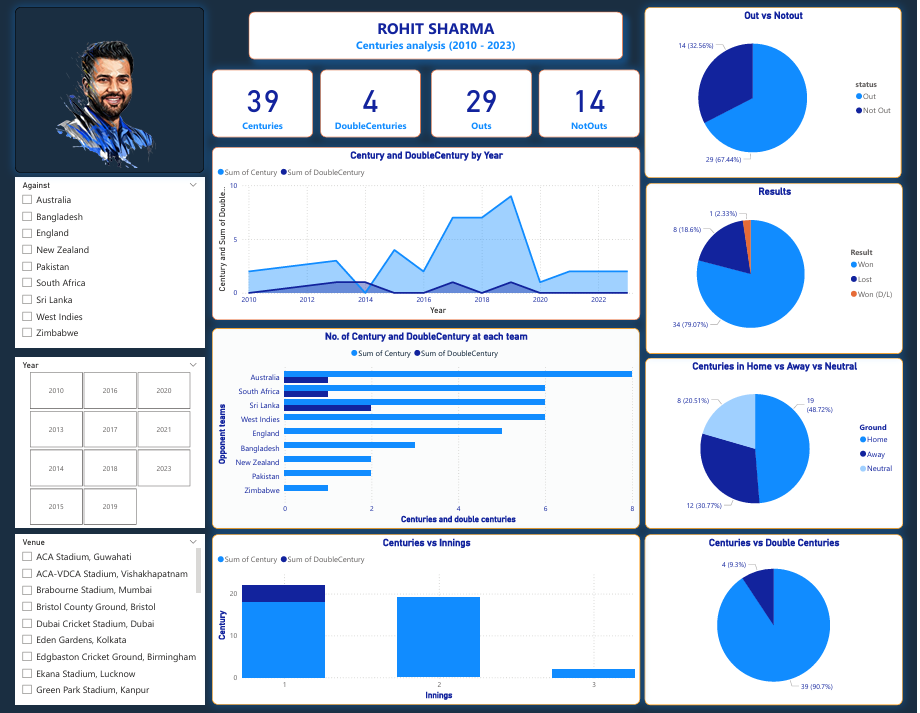 ROHIT SHARMA
Centuries analysis (2010 - 2023)
39
Centuries
4
DoubleCenturies
29
Outs
14
NotOuts
Against
Australia
Bangladesh
England
New Zealand
Pakistan
South Africa
Sri Lanka
West Indies
Zimbabwe
Year
2010 2016 2020
2013 2017 2021
2014 2018 2023
2015 2019
Venue
ACA Stadium, Guwahati
ACA-VDCA Stadium, Vishakhapatnam
Brabourne Stadium, Mumbai
Bristol County Ground, Bristol
Dubai Cricket Stadium, Dubai
Eden Gardens, Kolkata
Edgbaston Cricket Ground, Birmingham
Ekana Stadium, Lucknow
Green Park Stadium, Kanpur
Century and DoubleCentury by Year
Sum of Century Sum of DoubleCentury
Century and Sum of Double...
10
5
0
2010 2012 2014 2016 2018 2020 2022
Year
No. of Century and DoubleCentury at each team
Sum of Century Sum of DoubleCentury
Opponent teams
Australia
South Africa
Sri Lanka
West Indies
England
Bangladesh
New Zealand
Pakistan
Zimbabwe
0 2 4 6 8
Centuries and double centuries
Centuries vs Innings
Sum of Century Sum of DoubleCentury
Century
20
10
0
1 2 3
Innings
Out vs Notout
14 (32.56%)
29 (67.44%)
status
Out
Not Out
Results
1 (2.33%)
8 (18.6%)
34 (79.07%)
Result
Won
Lost
Won (D/L)
Centuries in Home vs Away vs Neutral
8 (20.51%)
19
(48.72%)
12 (30.77%)
Ground
Home
Away
Neutral
Centuries vs Double Centuries
4 (9.3%)
39 (90.7%)